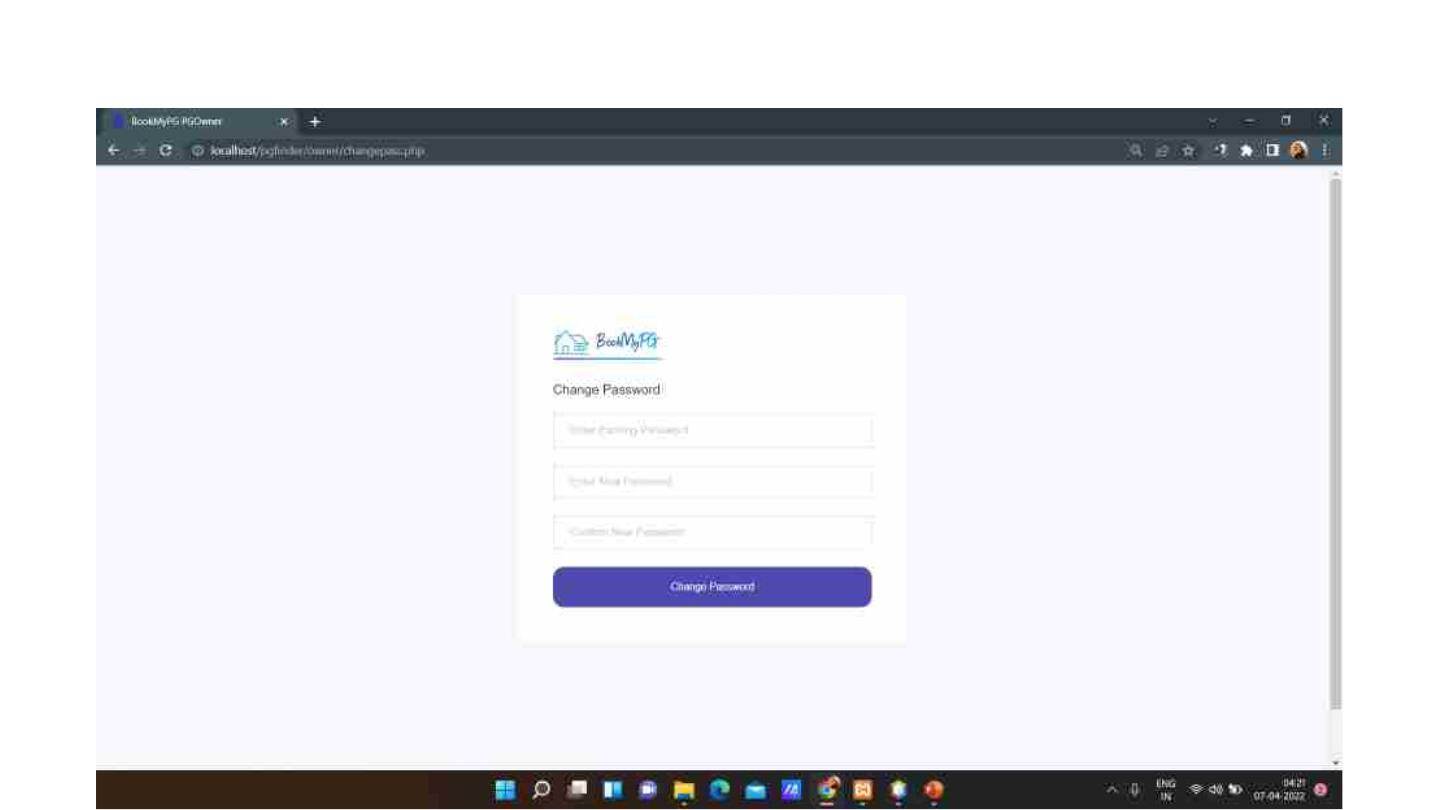 BookMyPG PGOwner
localhost/pgfinder/owner/changepass.php
BookMyPG
Change Password
Enter Existing Password
Enter New Password
Confirm New Password
Change Password
ENG
IN
04:21
07-04-2022